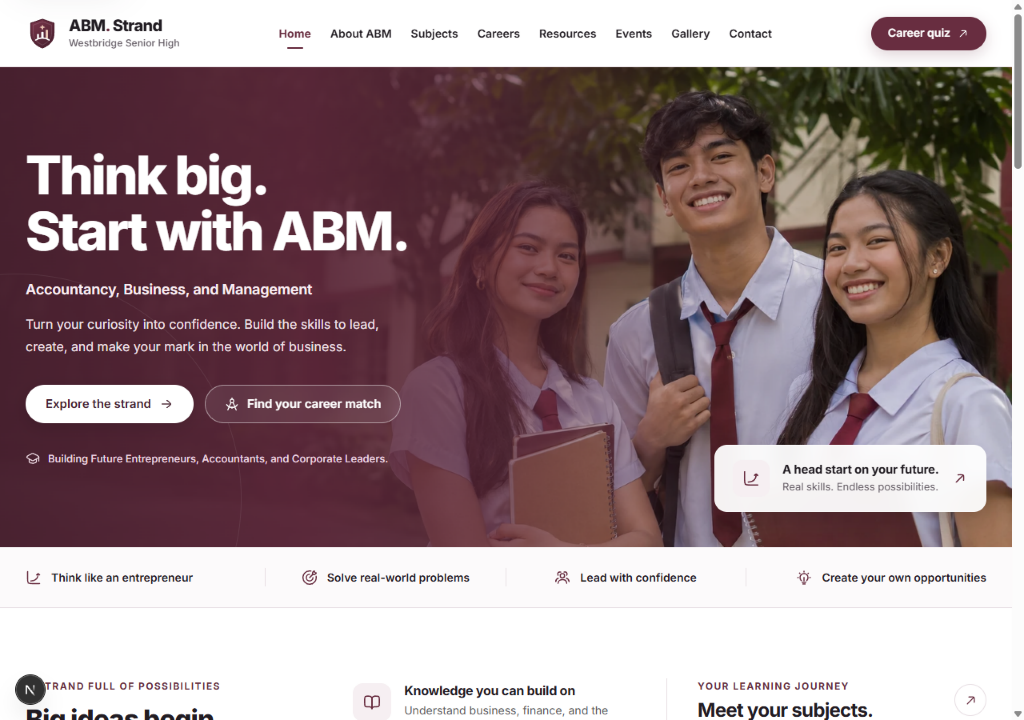 ABM. Strand
Westbridge Senior High
Home
About ABM
Subjects
Careers
Resources
Events
Gallery
Contact
Career quiz
Think big.
Start with ABM.
Accountancy, Business, and Management
Turn your curiosity into confidence. Build the skills to lead,
create, and make your mark in the world of business.
Explore the strand
Find your career match
Building Future Entrepreneurs, Accountants, and Corporate Leaders.
A head start on your future.
Real skills. Endless possibilities.
Think like an entrepreneur
Solve real-world problems
Lead with confidence
Create your own opportunities
N
TRAND FULL OF POSSIBILITIES
Big ideas begin
Knowledge you can build on
Understand business, finance, and the
YOUR LEARNING JOURNEY
Meet your subjects.